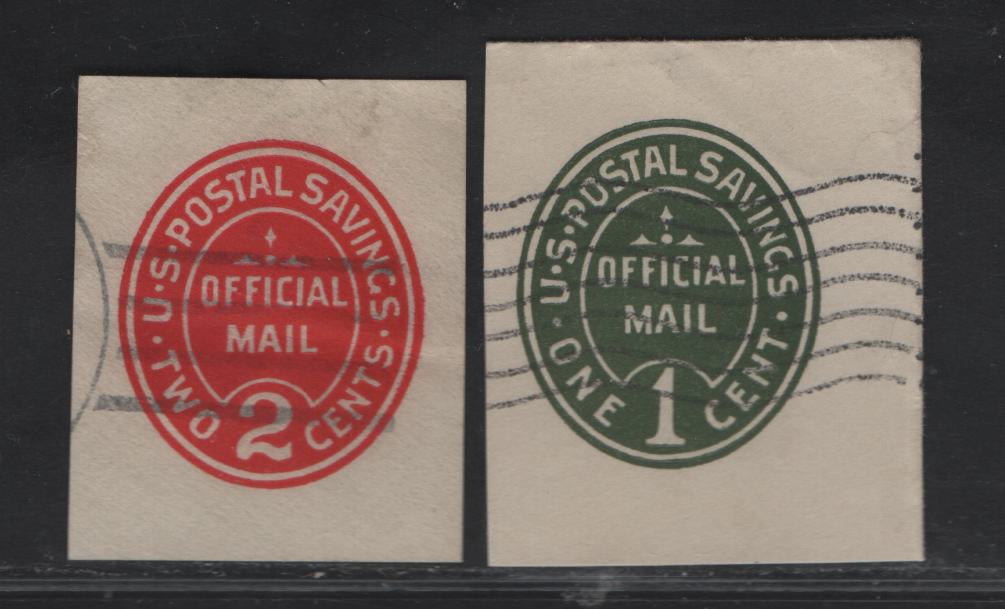 U·S·POSTAL SAVINGS
OFFICIAL
MAIL
·TWO 2 CENTS·
U·S·POSTAL SAVINGS
OFFICIAL
MAIL
·ONE 1 CENT·